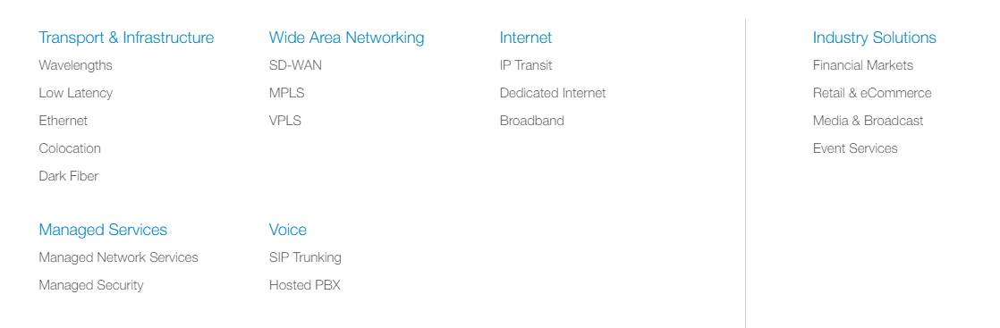 Transport & Infrastructure
Wavelengths
Low Latency
Ethernet
Colocation
Dark Fiber
Wide Area Networking
SD-WAN
MPLS
VPLS
Internet
IP Transit
Dedicated Internet
Broadband
Managed Services
Managed Network Services
Managed Security
Voice
SIP Trunking
Hosted PBX
Industry Solutions
Financial Markets
Retail & eCommerce
Media & Broadcast
Event Services